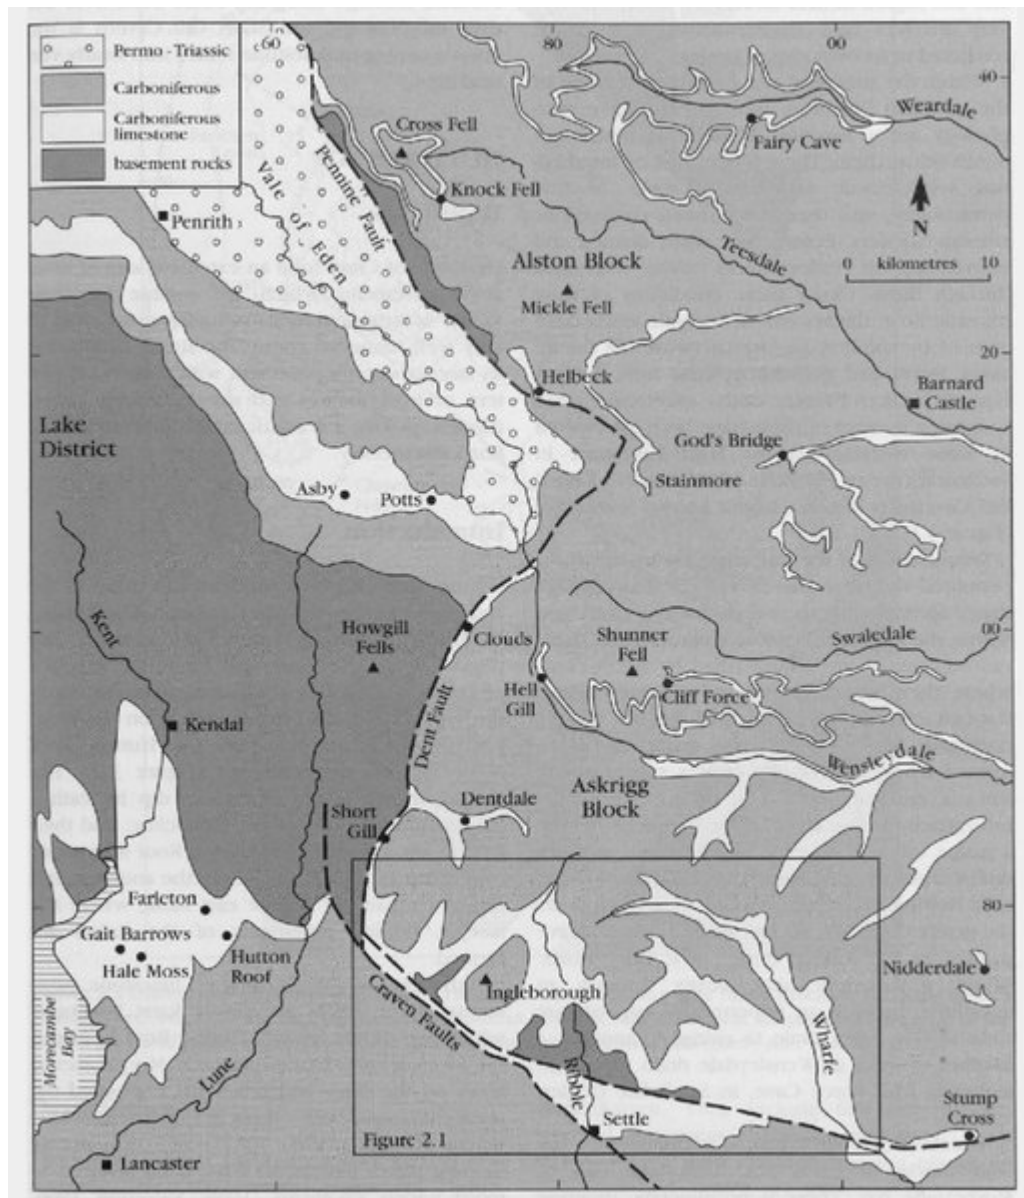 Permo - Triassic
Carboniferous
Carboniferous
limestone
basement rocks
60
80
00
40
Weardale
Cross Fell
Fairy Cave
Pennine Fault
Knock Fell
Vale of Eden
Penrith
N
Teesdale
Alston Block
0 kilometres 10
Mickle Fell
20
Helbeck
Barnard
Castle
Lake
District
God's Bridge
Asby
Potts
Stainmore
Kent
Howgill
Fells
Clouds
Shunner
Fell
Swaledale
00
Hell
Gill
Cliff Force
Kendal
Dent Fault
Wensleydale
Askrigg
Block
Short
Gill
Dentdale
Farleton
80
Gait Barrows
Hale Moss
Hutton
Roof
Nidderdale
Ingleborough
Craven Faults
Morecambe
Bay
Lune
Ribble
Wharfe
Settle
Stump
Cross
Figure 2.1
Lancaster